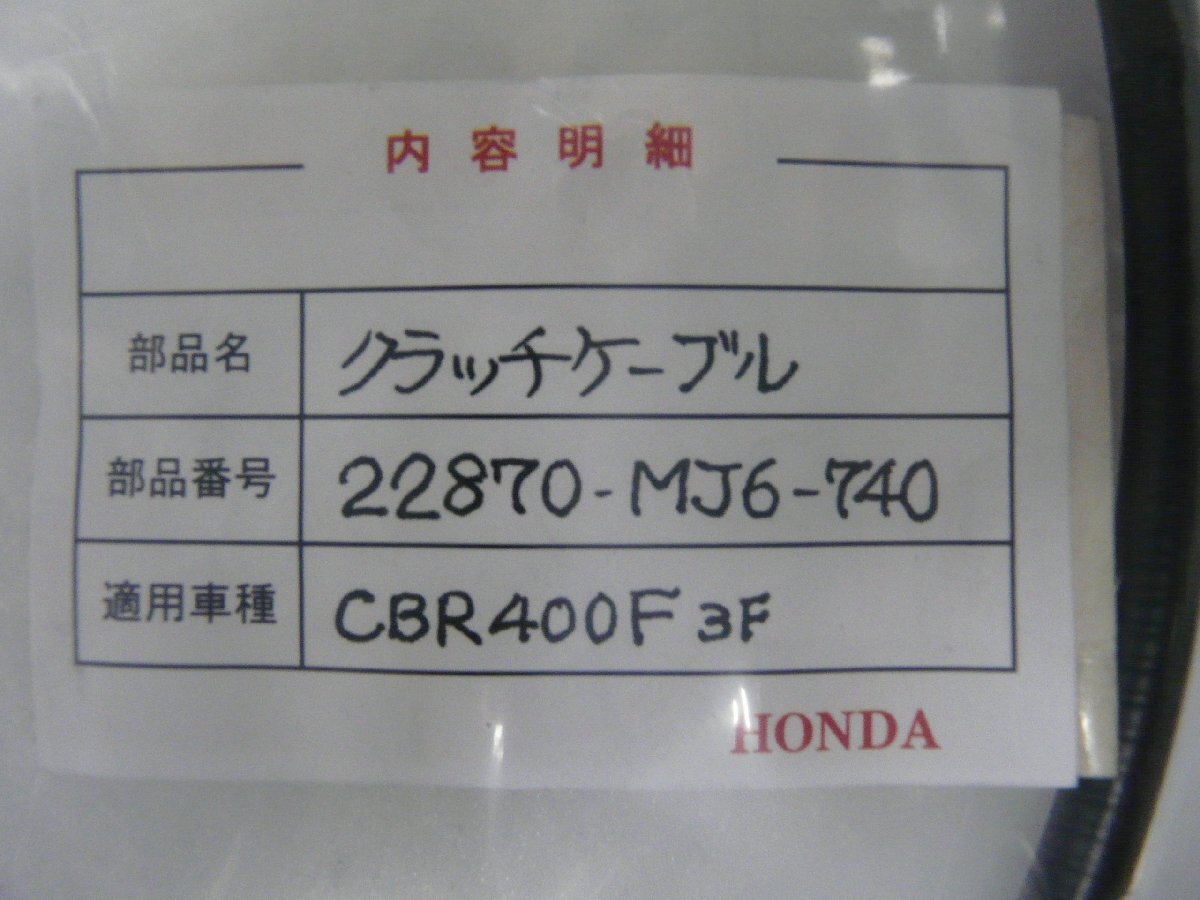 内容明細
部品名 クラッチケーブル
部品番号 22870-MJ6-740
適用車種 CBR400F 3F
HONDA